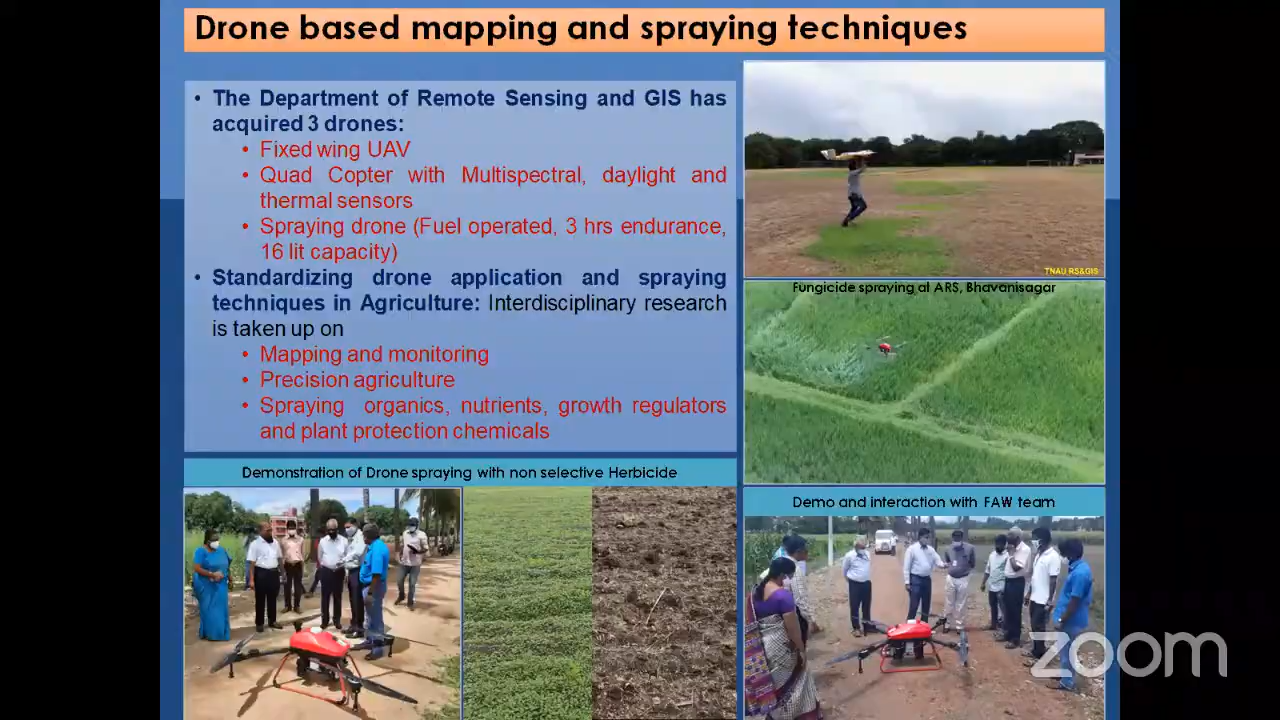 Drone based mapping and spraying techniques
• The Department of Remote Sensing and GIS has
acquired 3 drones:
• Fixed wing UAV
• Quad Copter with Multispectral, daylight and
thermal sensors
• Spraying drone (Fuel operated, 3 hrs endurance,
16 lit capacity)
• Standardizing drone application and spraying
techniques in Agriculture: Interdisciplinary research
is taken up on
• Mapping and monitoring
• Precision agriculture
• Spraying organics, nutrients, growth regulators
and plant protection chemicals
TNAU RS&GIS
Fungicide spraying at ARS, Bhavanisagar
Demonstration of Drone spraying with non selective Herbicide
Demo and interaction with FAW team
zoom